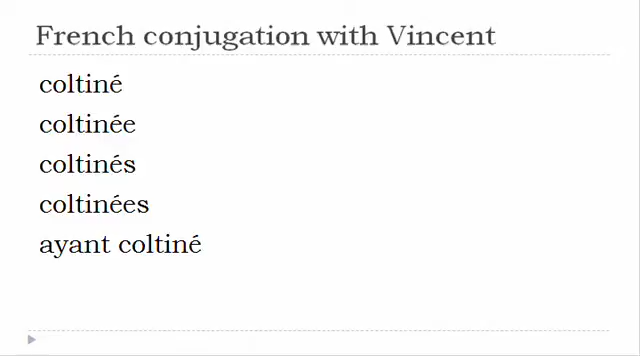 French conjugation with Vincent
coltiné
coltinée
coltinés
coltinées
ayant coltiné